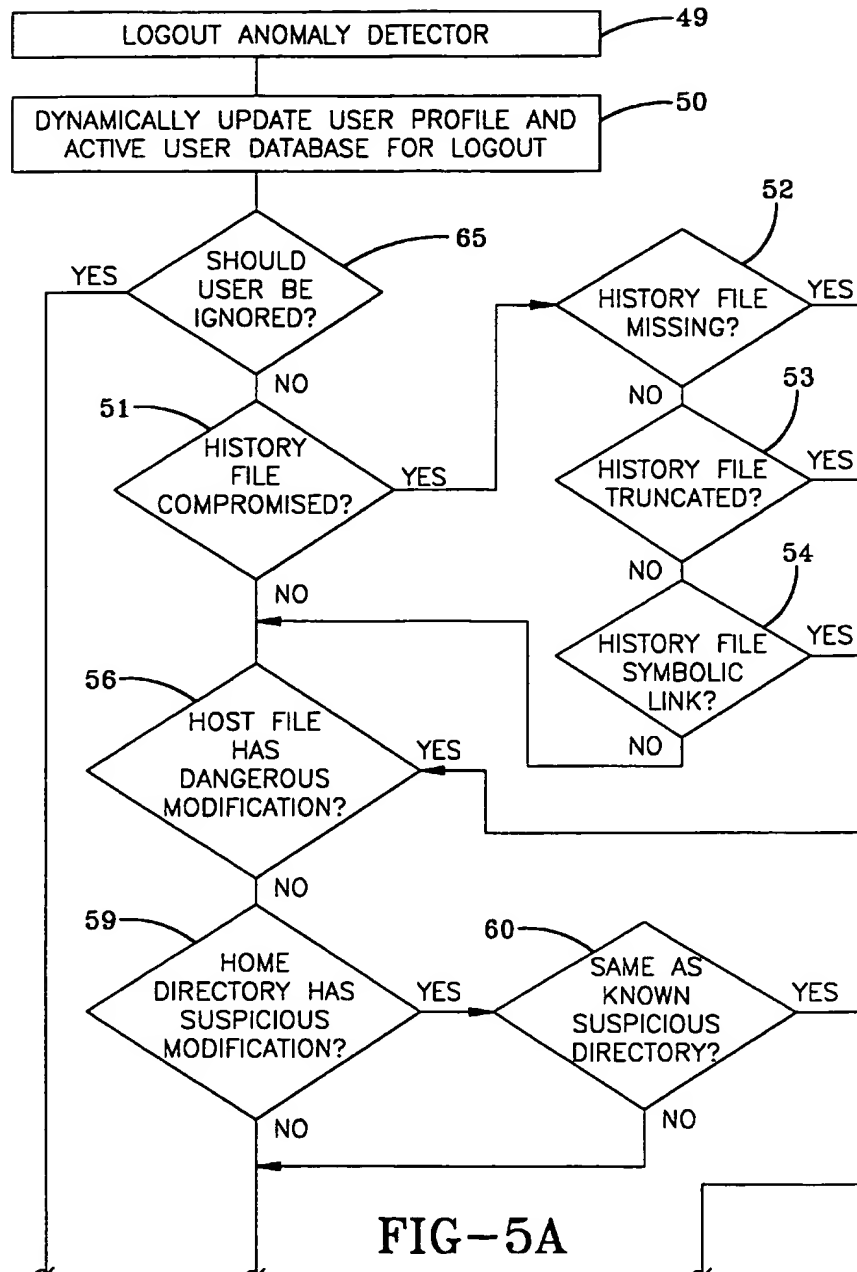 LOGOUT ANOMALY DETECTOR
49
DYNAMICALLY UPDATE USER PROFILE AND
ACTIVE USER DATABASE FOR LOGOUT
50
SHOULD
USER BE
IGNORED?
65
YES
NO
HISTORY FILE
MISSING?
52
YES
NO
51
HISTORY
FILE
COMPROMISED?
YES
NO
HISTORY FILE
TRUNCATED?
53
YES
NO
HISTORY FILE
SYMBOLIC
LINK?
54
YES
NO
56
HOST FILE
HAS
DANGEROUS
MODIFICATION?
YES
NO
59
HOME
DIRECTORY HAS
SUSPICIOUS
MODIFICATION?
YES
NO
60
SAME AS
KNOWN
SUSPICIOUS
DIRECTORY?
YES
NO
FIG-5A